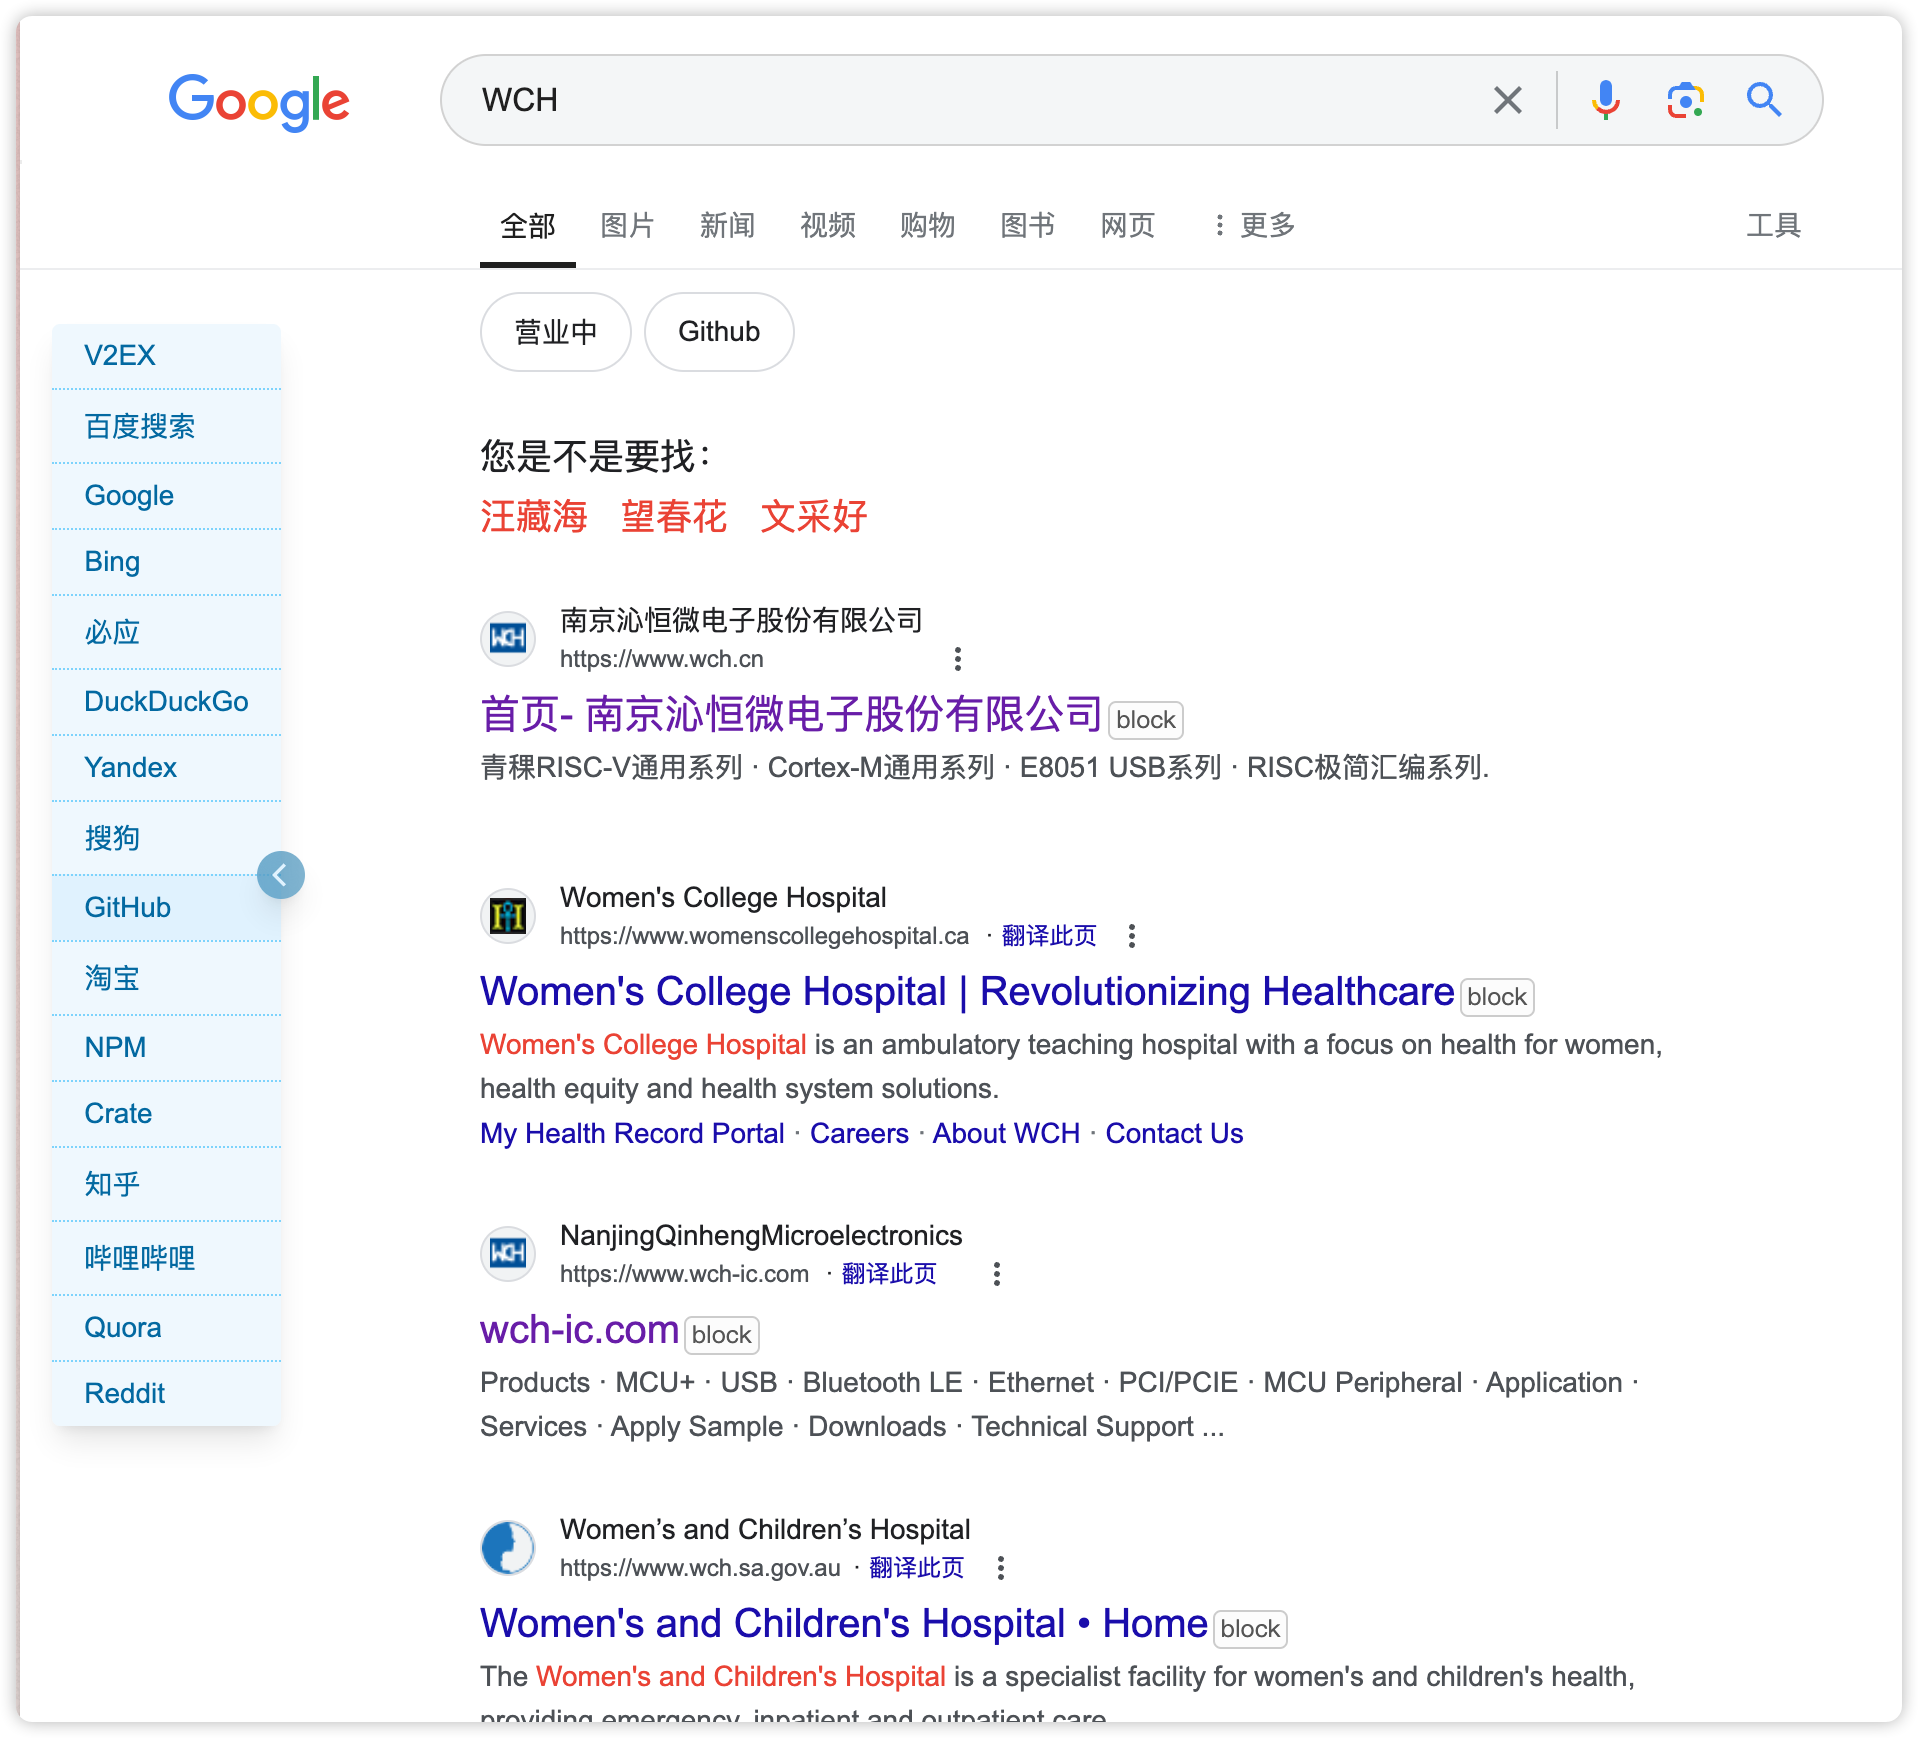 Google
WCH
全部 图片 新闻 视频 购物 图书 网页 更多 工具
营业中 Github
V2EX
百度搜索
Google
Bing
必应
DuckDuckGo
Yandex
搜狗
GitHub
淘宝
NPM
Crate
知乎
哔哩哔哩
Quora
Reddit
您是不是要找：
汪藏海 望春花 文采好
WCH
南京沁恒微电子股份有限公司
https://www.wch.cn
首页- 南京沁恒微电子股份有限公司 block
青稞RISC-V通用系列 · Cortex-M通用系列 · E8051 USB系列 · RISC极简汇编系列.
Women's College Hospital
https://www.womenscollegehospital.ca · 翻译此页
Women's College Hospital | Revolutionizing Healthcare block
Women's College Hospital is an ambulatory teaching hospital with a focus on health for women,
health equity and health system solutions.
My Health Record Portal · Careers · About WCH · Contact Us
WCH
NanjingQinhengMicroelectronics
https://www.wch-ic.com · 翻译此页
wch-ic.com block
Products · MCU+ · USB · Bluetooth LE · Ethernet · PCI/PCIE · MCU Peripheral · Application ·
Services · Apply Sample · Downloads · Technical Support ...
Women’s and Children’s Hospital
https://www.wch.sa.gov.au · 翻译此页
Women's and Children's Hospital • Home block
The Women's and Children's Hospital is a specialist facility for women's and children's health,
providing emergency, inpatient and outpatient care